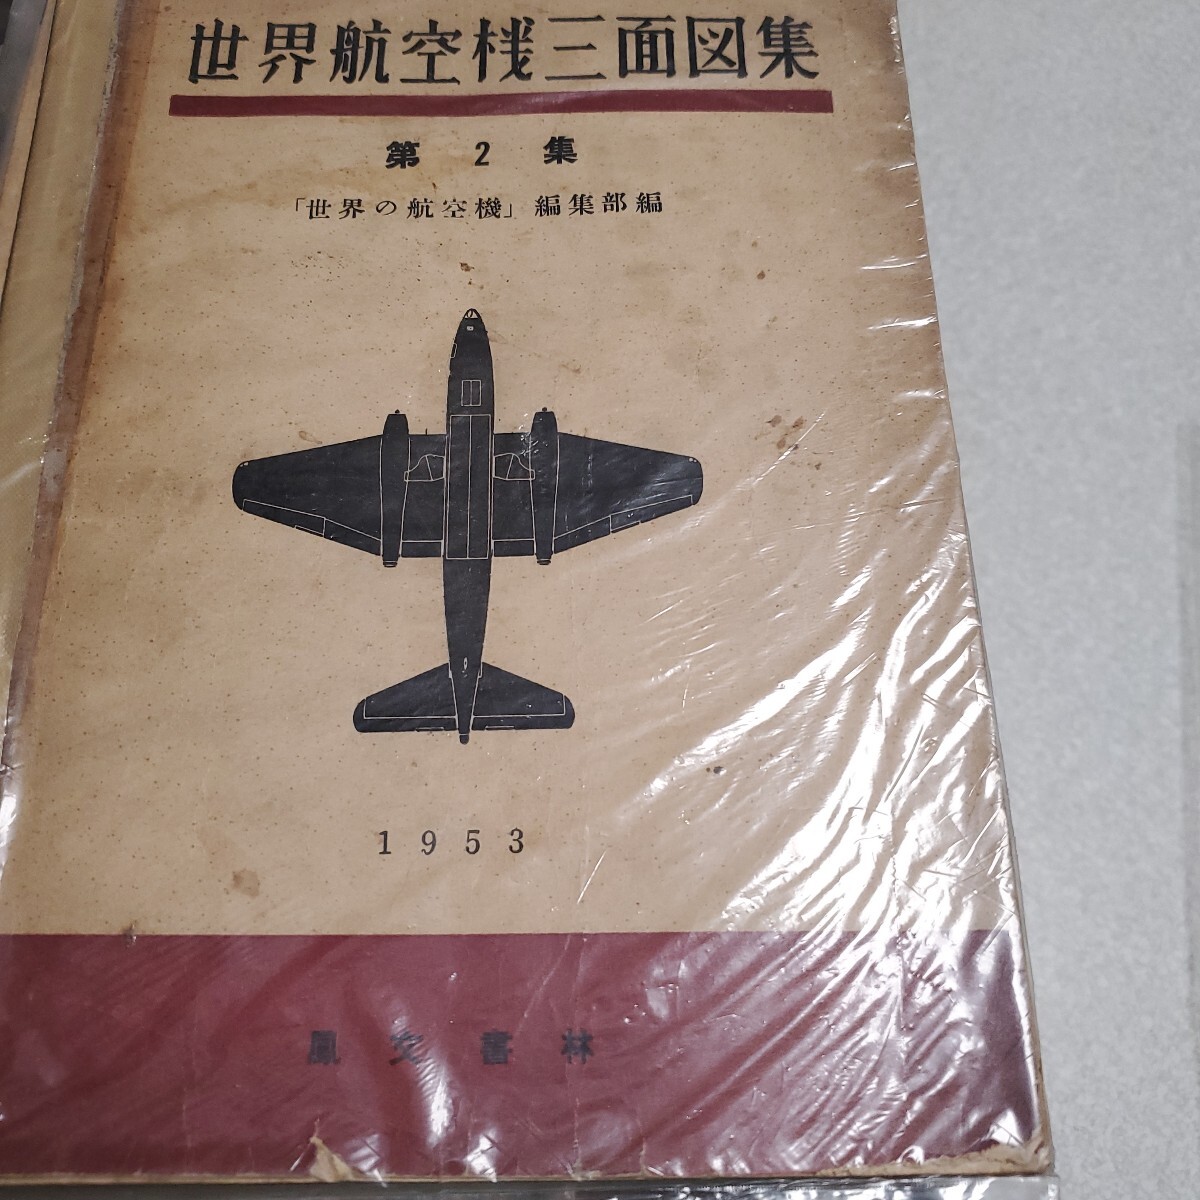 世界航空機三面図集
第2集
「世界の航空機」編集部編
1953
鳳文書林